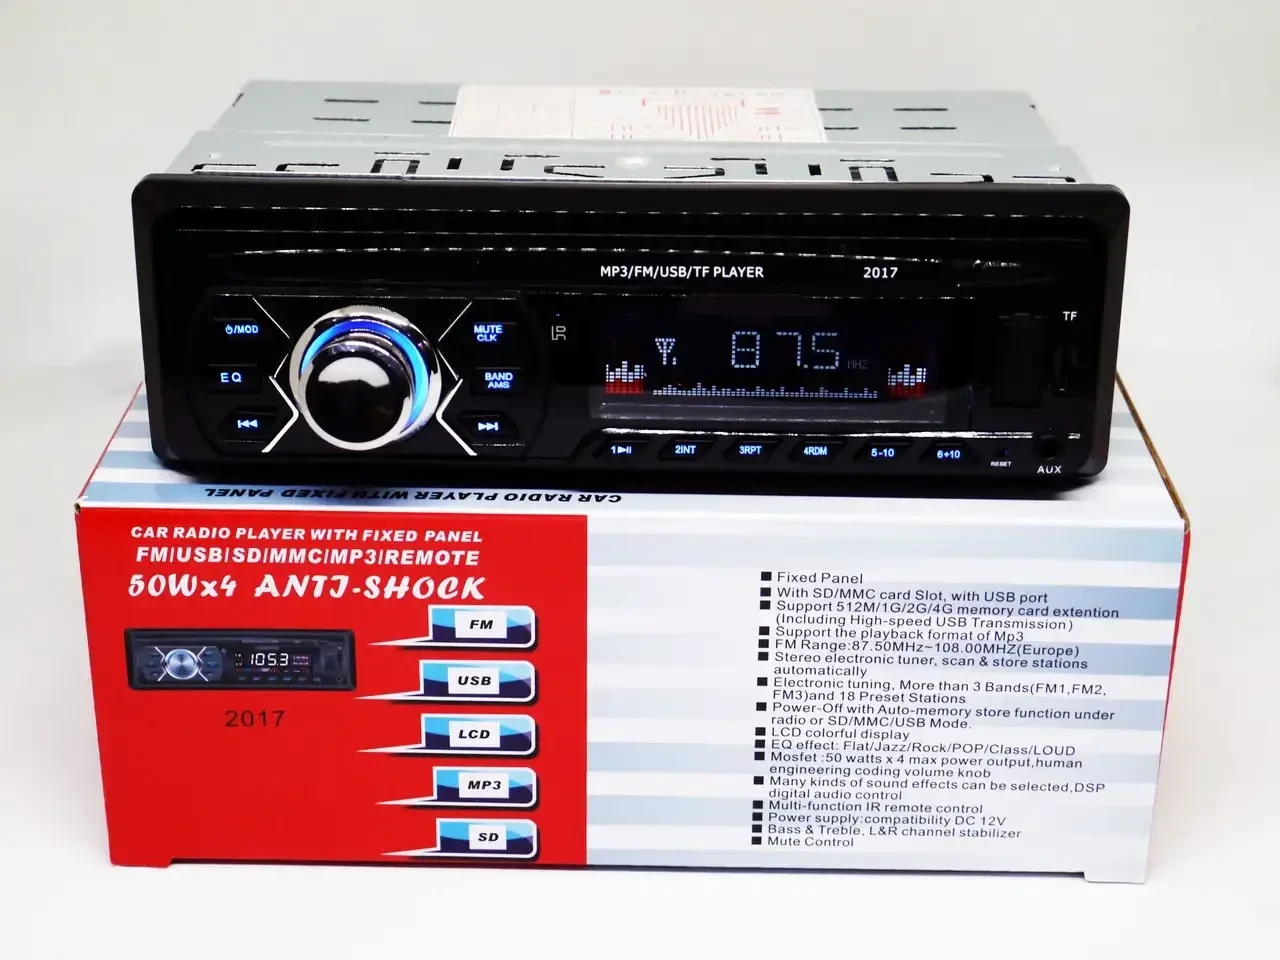 MP3/FM/USB/TF PLAYER 2017
TF
⏻/MOD
MUTE
CLK
EQ
BAND
AMS
87.5 MHZ
1 2INT 3RPT 4RDM 5-10 6+10
RESET
AUX
CAR RADIO PLAYER WITH FIXED PANEL
CAR RADIO PLAYER WITH FIXED PANEL
FM|USB|SD|MMC|MP3|REMOTE
50Wx4 ANTI-SHOCK
FM
105.3
USB
2017
LCD
MP3
SD
Fixed Panel
With SD/MMC card Slot, with USB port
Support 512M/1G/2G/4G memory card extention
(Including High-speed USB Transmission)
Support the playback format of Mp3
FM Range:87.50MHz~108.00MHZ(Europe)
Stereo electronic tuner, scan & store stations
automatically
Electronic tuning, More than 3 Bands(FM1,FM2,
FM3)and 18 Preset Stations
Power-Off with Auto-memory store function under
radio or SD/MMC/USB Mode.
LCD colorful display
EQ effect: Flat/Jazz/Rock/POP/Class/LOUD
Mosfet :50 watts x 4 max power output,human
engineering coding volume knob
Many kinds of sound effects can be selected,DSP
digital audio control
Multi-function IR remote control
Power supply:compatibility DC 12V
Bass & Treble, L&R channel stabilizer
Mute Control